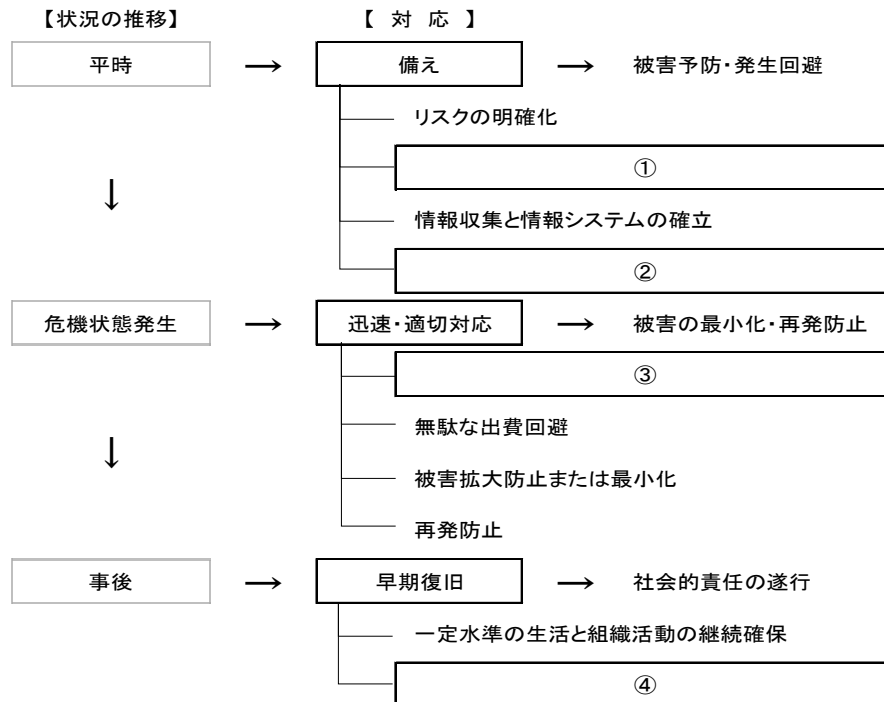 【状況の推移】 【 対 応 】
平時 → 備え → 被害予防・発生回避
リスクの明確化
①
↓
情報収集と情報システムの確立
②
危機状態発生 → 迅速・適切対応 → 被害の最小化・再発防止
③
無駄な出費回避
↓
被害拡大防止または最小化
再発防止
事後 → 早期復旧 → 社会的責任の遂行
一定水準の生活と組織活動の継続確保
④